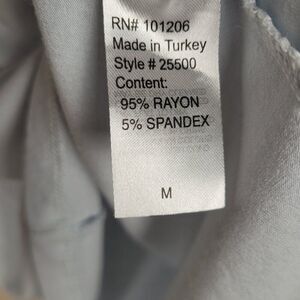 RN# 101206
Made in Turkey
Style # 25500
Content:
95% RAYON
5% SPANDEX
M